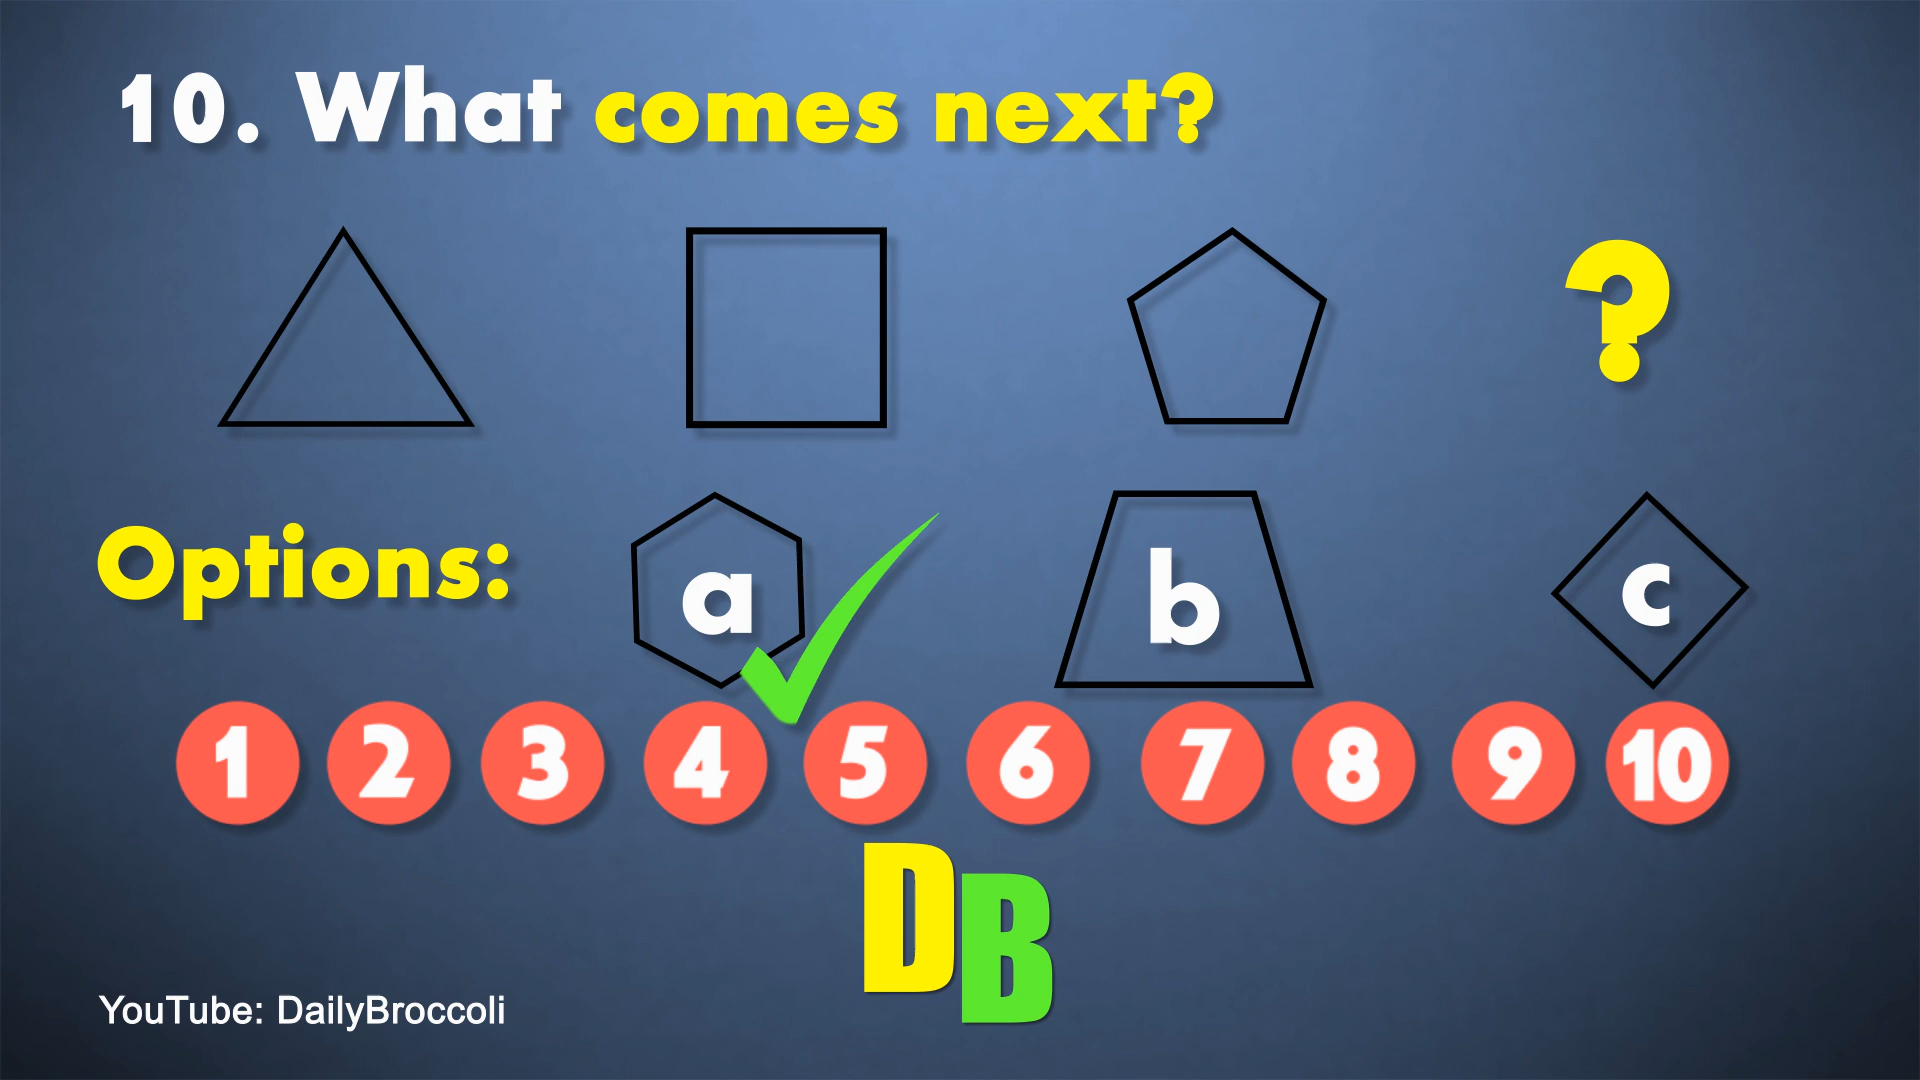 10. What comes next?
?
Options:
a
b
c
1 2 3 4 5 6 7 8 9 10
DB
YouTube: DailyBroccoli